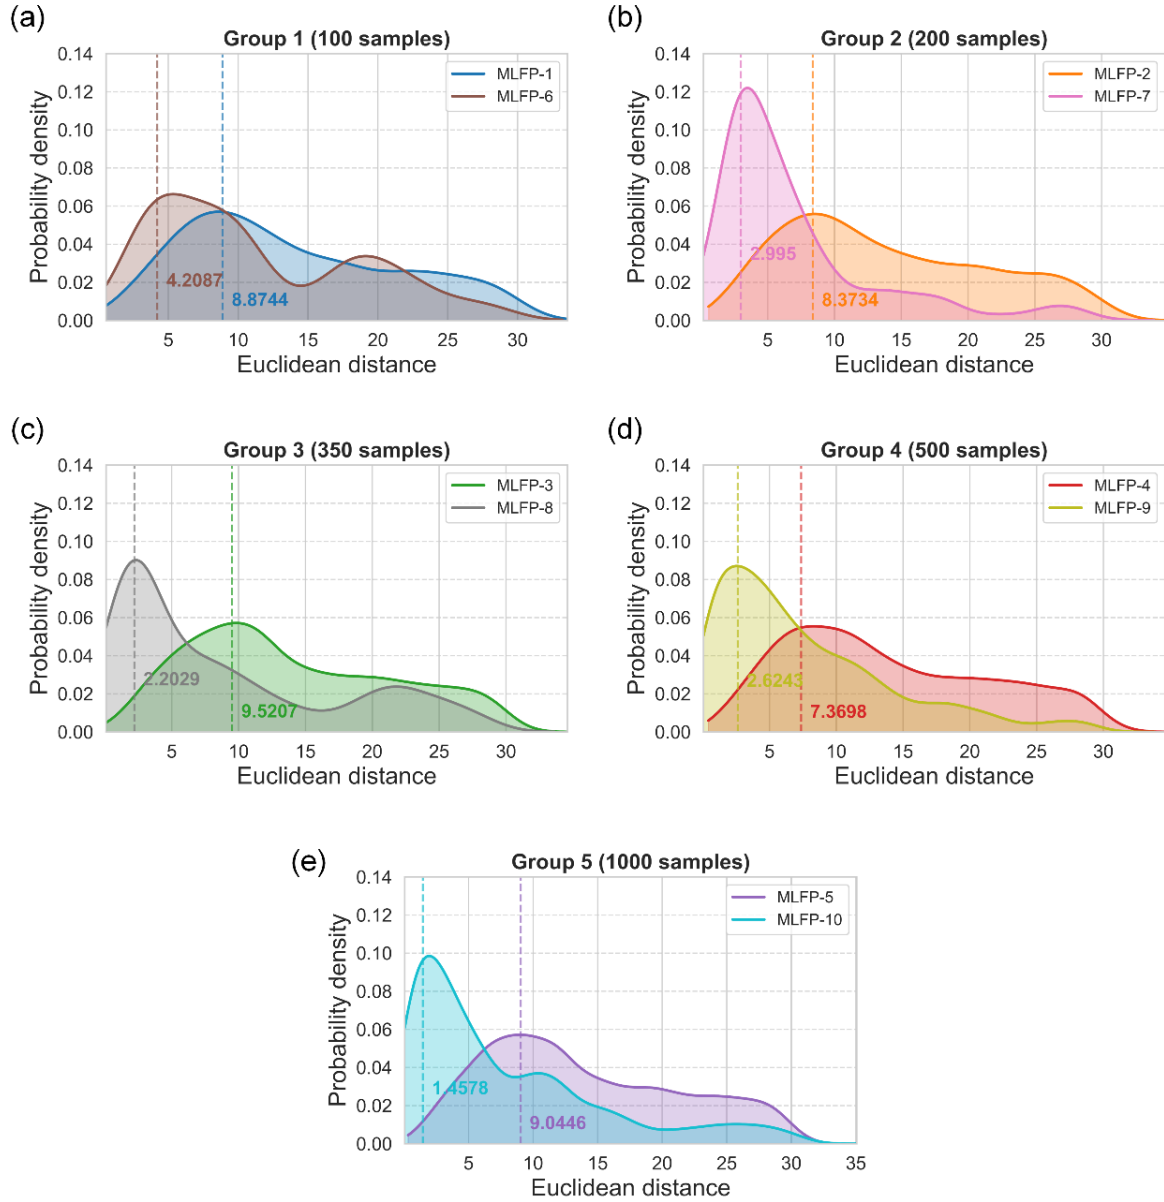 (a)
Group 1 (100 samples)
Probability density
0.14
0.12
0.10
0.08
0.06
0.04
0.02
0.00
MLFP-1
MLFP-6
4.2087
8.8744
5 10 15 20 25 30
Euclidean distance
(b)
Group 2 (200 samples)
Probability density
0.14
0.12
0.10
0.08
0.06
0.04
0.02
0.00
MLFP-2
MLFP-7
2.995
8.3734
5 10 15 20 25 30
Euclidean distance
(c)
Group 3 (350 samples)
Probability density
0.14
0.12
0.10
0.08
0.06
0.04
0.02
0.00
MLFP-3
MLFP-8
2.2029
9.5207
5 10 15 20 25 30
Euclidean distance
(d)
Group 4 (500 samples)
Probability density
0.14
0.12
0.10
0.08
0.06
0.04
0.02
0.00
MLFP-4
MLFP-9
2.6243
7.3698
5 10 15 20 25 30
Euclidean distance
(e)
Group 5 (1000 samples)
Probability density
0.14
0.12
0.10
0.08
0.06
0.04
0.02
0.00
MLFP-5
MLFP-10
1.4578
9.0446
5 10 15 20 25 30 35
Euclidean distance